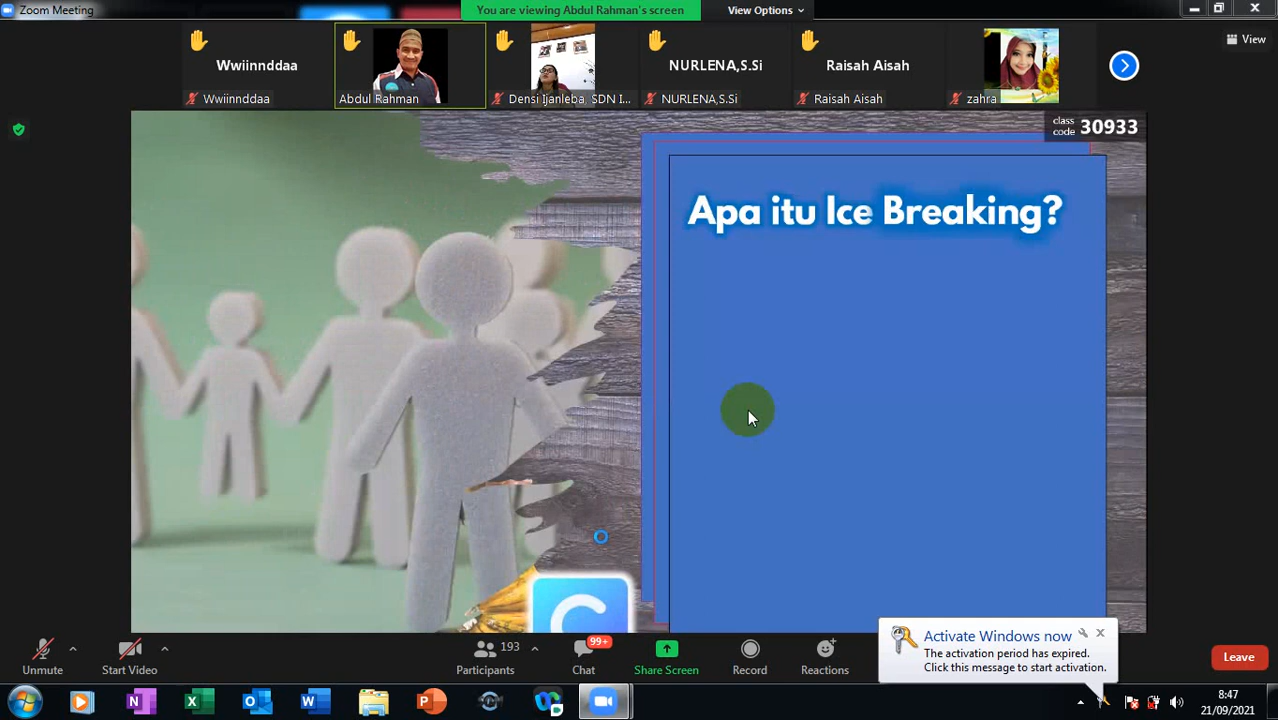 Zoom Meeting
You are viewing Abdul Rahman's screen
View Options
View
Wwiinnddaa
NURLENA,S.Si
Raisah Aisah
Wwiinnddaa
Abdul Rahman
Densi Ijanleba_ SDN I...
NURLENA,S.Si
Raisah Aisah
zahra
class
code 30933
Apa itu Ice Breaking?
Activate Windows now
The activation period has expired.
Click this message to start activation.
193
99+
Unmute
Start Video
Participants
Chat
Share Screen
Record
Reactions
Leave
8:47
21/09/2021